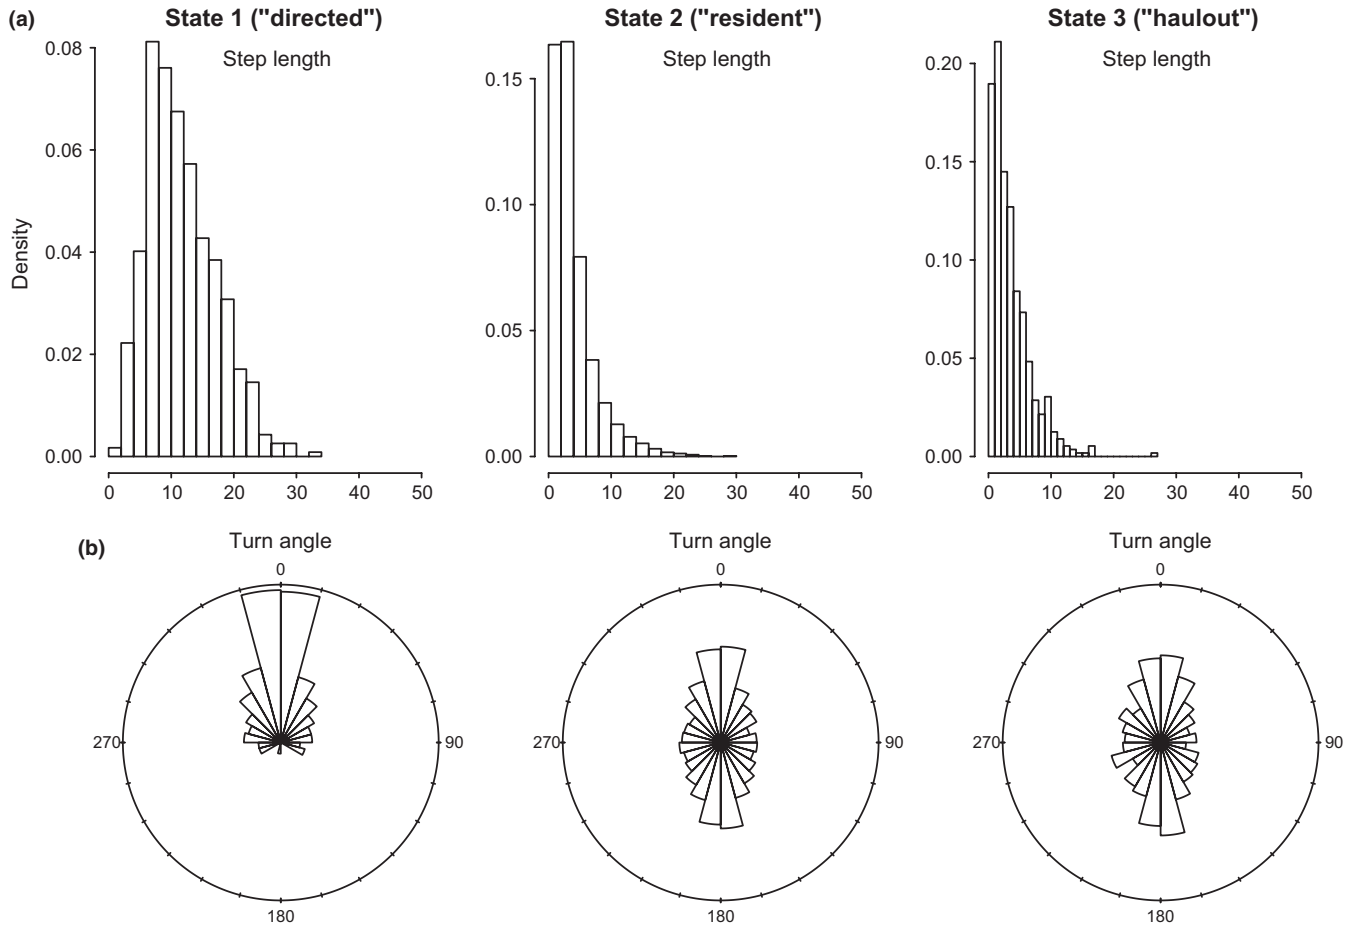 (a)
State 1 ("directed")
State 2 ("resident")
State 3 ("haulout")
Step length
Step length
Step length
Density
0.08
0.06
0.04
0.02
0.00
0.15
0.10
0.05
0.00
0.20
0.15
0.10
0.05
0.00
0 10 20 30 40 50
0 10 20 30 40 50
0 10 20 30 40 50
(b)
Turn angle
Turn angle
Turn angle
0
90
180
270
0
90
180
270
0
90
180
270